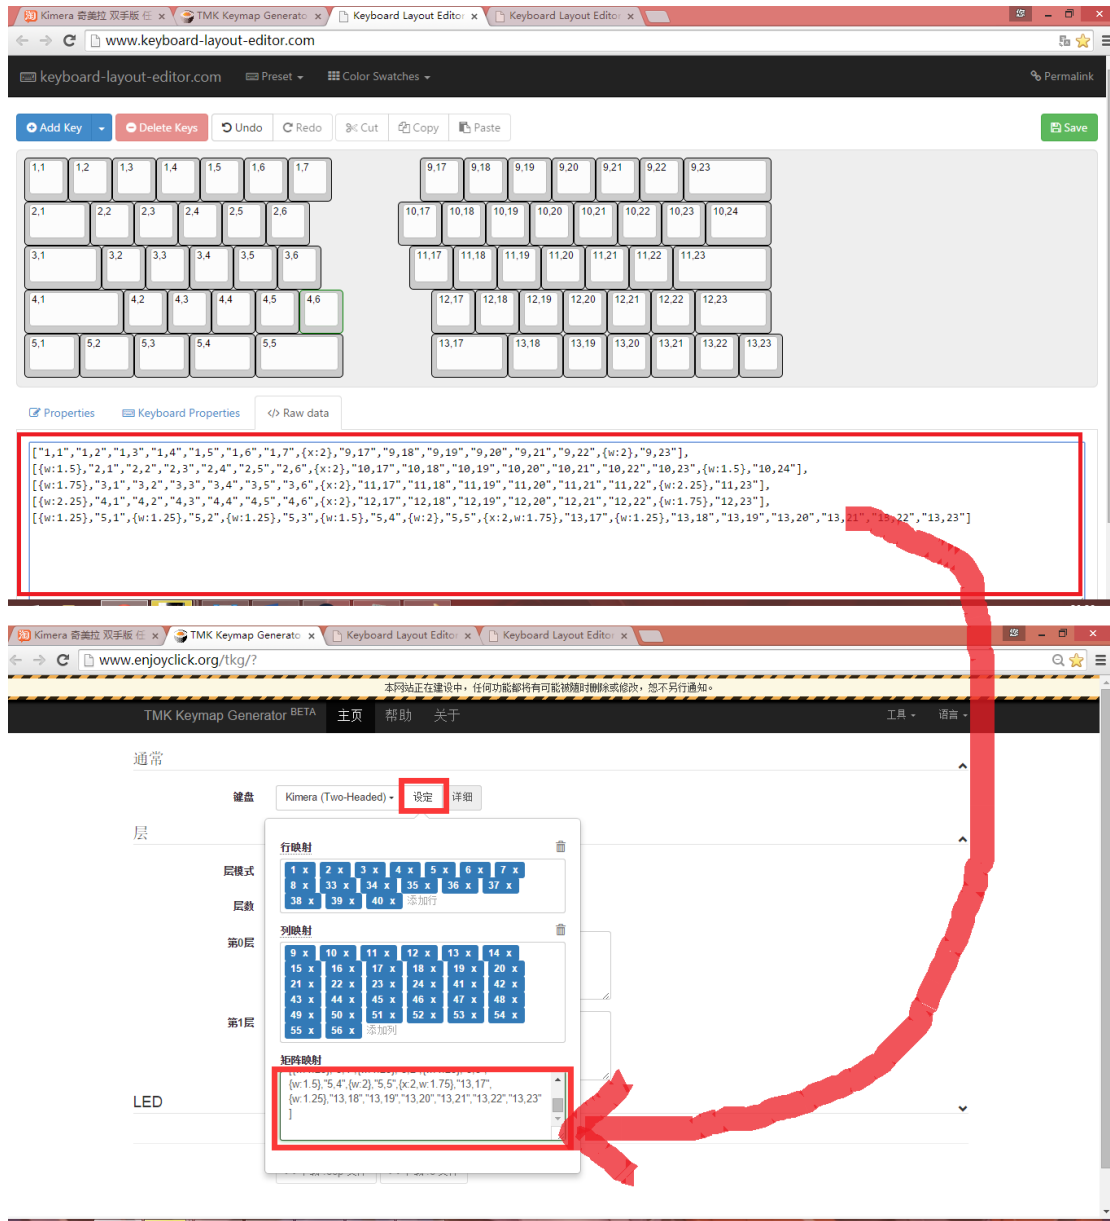 Kimera 奇美拉 双手版 任 x
TMK Keymap Generato x
Keyboard Layout Editor x
Keyboard Layout Editor x
www.keyboard-layout-editor.com
keyboard-layout-editor.com Preset Color Swatches Permalink
Add Key Delete Keys Undo Redo Cut Copy Paste Save
1,1 1,2 1,3 1,4 1,5 1,6 1,7 9,17 9,18 9,19 9,20 9,21 9,22 9,23
2,1 2,2 2,3 2,4 2,5 2,6 10,17 10,18 10,19 10,20 10,21 10,22 10,23 10,24
3,1 3,2 3,3 3,4 3,5 3,6 11,17 11,18 11,19 11,20 11,21 11,22 11,23
4,1 4,2 4,3 4,4 4,5 4,6 12,17 12,18 12,19 12,20 12,21 12,22 12,23
5,1 5,2 5,3 5,4 5,5 13,17 13,18 13,19 13,20 13,21 13,22 13,23
Properties Keyboard Properties </> Raw data
["1,1","1,2","1,3","1,4","1,5","1,6","1,7",{x:2},"9,17","9,18","9,19","9,20","9,21","9,22",{w:2},"9,23"],
[{w:1.5},"2,1","2,2","2,3","2,4","2,5","2,6",{x:2},"10,17","10,18","10,19","10,20","10,21","10,22","10,23",{w:1.5},"10,24"],
[{w:1.75},"3,1","3,2","3,3","3,4","3,5","3,6",{x:2},"11,17","11,18","11,19","11,20","11,21","11,22",{w:2.25},"11,23"],
[{w:2.25},"4,1","4,2","4,3","4,4","4,5","4,6",{x:2},"12,17","12,18","12,19","12,20","12,21","12,22",{w:1.75},"12,23"],
[{w:1.25},"5,1",{w:1.25},"5,2",{w:1.25},"5,3",{w:1.5},"5,4",{w:2},"5,5",{x:2,w:1.75},"13,17",{w:1.25},"13,18","13,19","13,20","13,21","13,22","13,23"]
Kimera 奇美拉 双手版 任 x
TMK Keymap Generato x
Keyboard Layout Editor x
Keyboard Layout Editor x
www.enjoyclick.org/tkg/?
本网站正在建设中，任何功能都将有可能被随时删除或修改，恕不另行通知。
TMK Keymap Generator BETA 主页 帮助 关于 工具 语言
通常
键盘 Kimera (Two-Headed) 设定 详细
层
行映射
层模式
1 x 2 x 3 x 4 x 5 x 6 x 7 x
8 x 33 x 34 x 35 x 36 x 37 x
38 x 39 x 40 x 添加行
层数
列映射
第0层
9 x 10 x 11 x 12 x 13 x 14 x
15 x 16 x 17 x 18 x 19 x 20 x
21 x 22 x 23 x 24 x 41 x 42 x
43 x 44 x 45 x 46 x 47 x 48 x
49 x 50 x 51 x 52 x 53 x 54 x
55 x 56 x 添加列
第1层
矩阵映射
{w:1.5},"5,4",{w:2},"5,5",{x:2,w:1.75},"13,17",
{w:1.25},"13,18","13,19","13,20","13,21","13,22","13,23"
]
LED